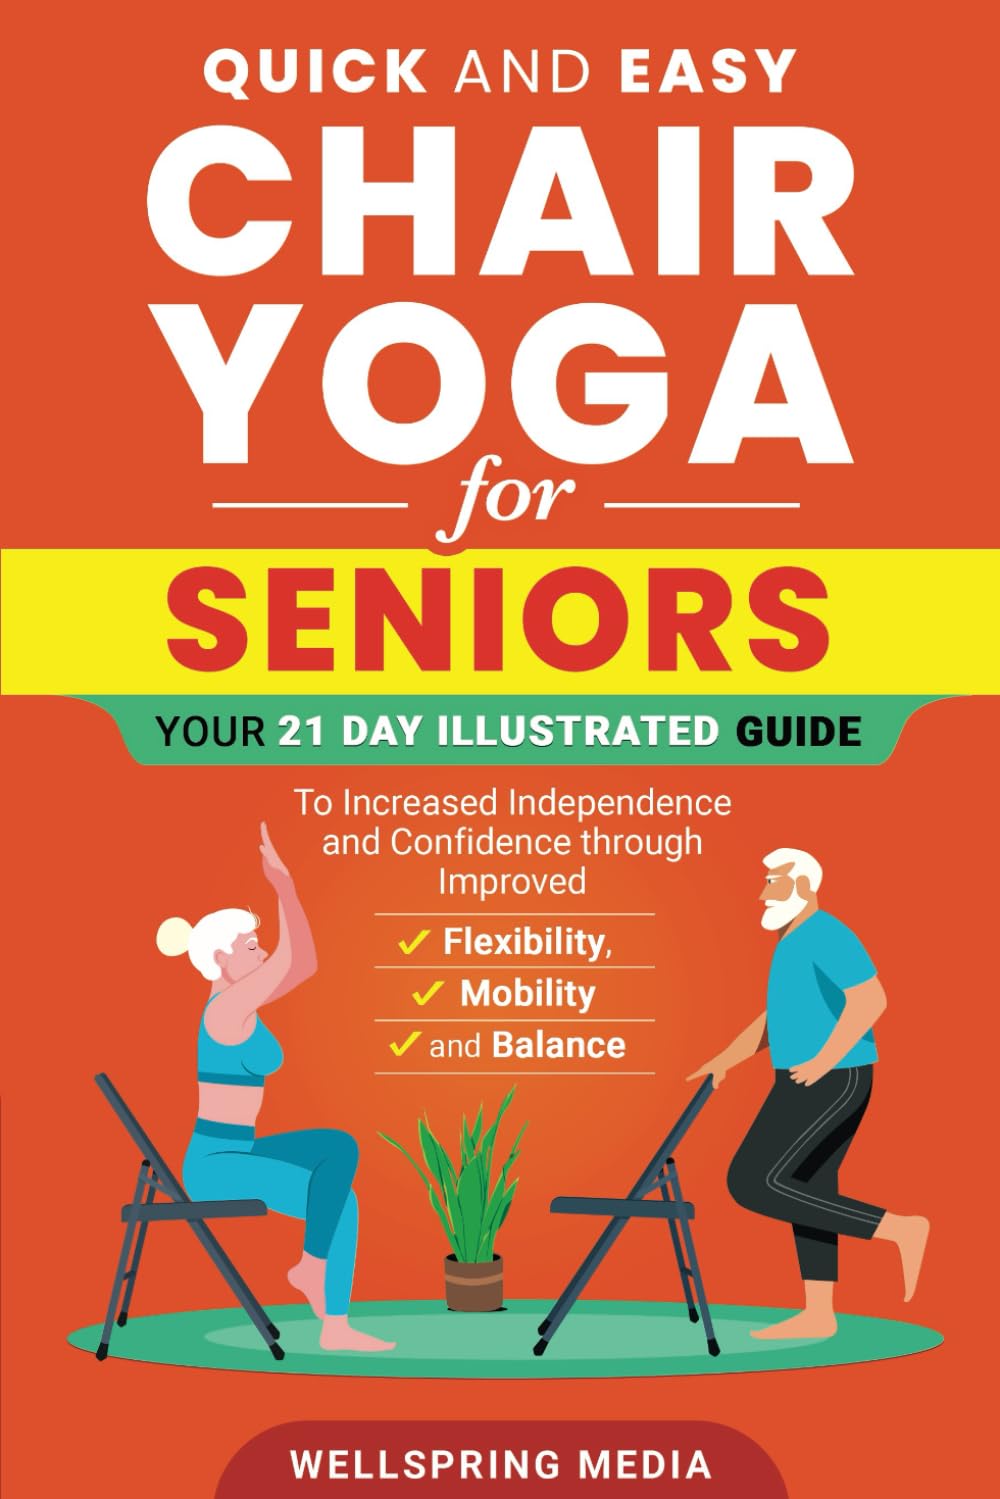 QUICK AND EASY
CHAIR
YOGA
for
SENIORS
YOUR 21 DAY ILLUSTRATED GUIDE
To Increased Independence
and Confidence through
Improved
Flexibility,
Mobility
and Balance
WELLSPRING MEDIA